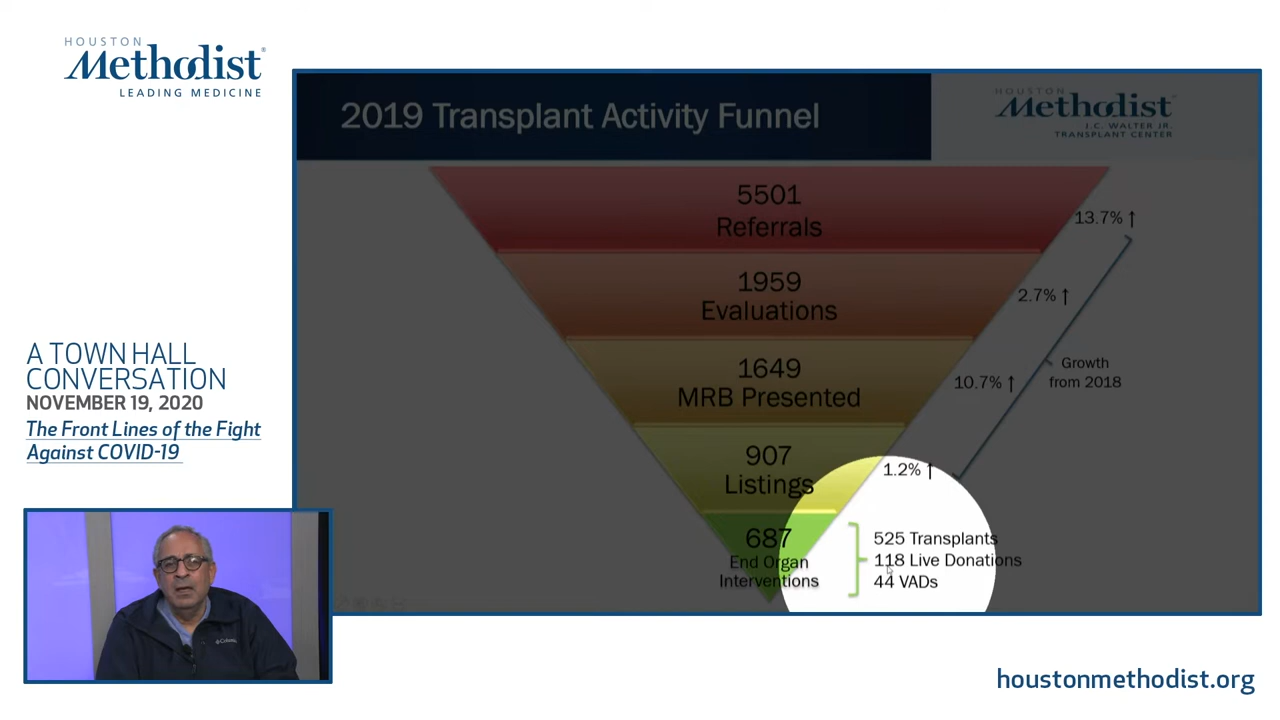 HOUSTON
Methodist®
LEADING MEDICINE
2019 Transplant Activity Funnel
HOUSTON
Methodist
J.C. WALTER JR.
TRANSPLANT CENTER
5501
Referrals
13.7% ↑
1959
Evaluations
2.7% ↑
1649
MRB Presented
10.7% ↑
Growth
from 2018
907
Listings
1.2% ↑
687
End Organ
Interventions
525 Transplants
118 Live Donations
44 VADs
A TOWN HALL
CONVERSATION
NOVEMBER 19, 2020
The Front Lines of the Fight
Against COVID-19
Columbia
houstonmethodist.org